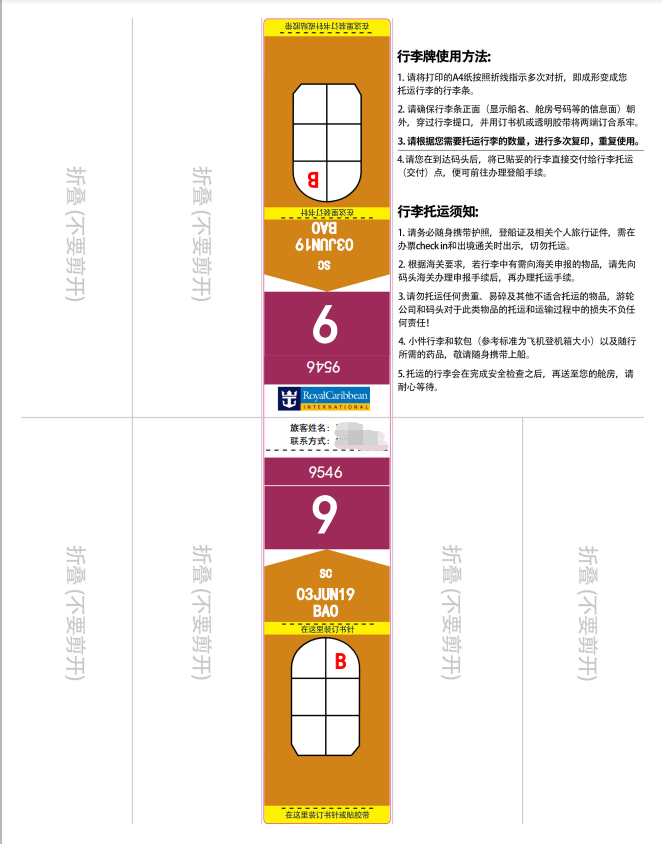 在这里装订书针或贴胶带
B
在这里装订书针
BAO
03JUN19
SC
9
9546
RoyalCaribbean
INTERNATIONAL
旅客姓名：
联系方式：
9546
9
SC
03JUN19
BAO
在这里装订书针
B
在这里装订书针或贴胶带
行李牌使用方法:
1. 请将打印的A4纸按照折线指示多次对折，即成形变成您
托运行李的行李条。
2. 请确保行李条正面（显示船名、舱房号码等的信息面）朝
外，穿过行李提口，并用订书机或透明胶带将两端订合系牢。
3. 请根据您需要托运行李的数量，进行多次复印，重复使用。
4.请您在到达码头后，将已贴妥的行李直接交付给行李托运
（交付）点，便可前往办理登船手续。
行李托运须知:
1. 请务必随身携带护照，登船证及相关个人旅行证件，需在
办票check in和出境通关时出示，切勿托运。
2. 根据海关要求，若行李中有需向海关申报的物品，请先向
码头海关办理申报手续后，再办理托运手续。
3.请勿托运任何贵重、易碎及其他不适合托运的物品，游轮
公司和码头对于此类物品的托运和运输过程中的损失不负任
何责任！
4. 小件行李和软包（参考标准为飞机登机箱大小）以及随行
所需的药品，敬请随身携带上船。
5.托运的行李会在完成安全检查之后，再送至您的舱房，请
耐心等待。
折叠 (不要剪开)
折叠 (不要剪开)
折叠 (不要剪开)
折叠 (不要剪开)
折叠 (不要剪开)
折叠 (不要剪开)